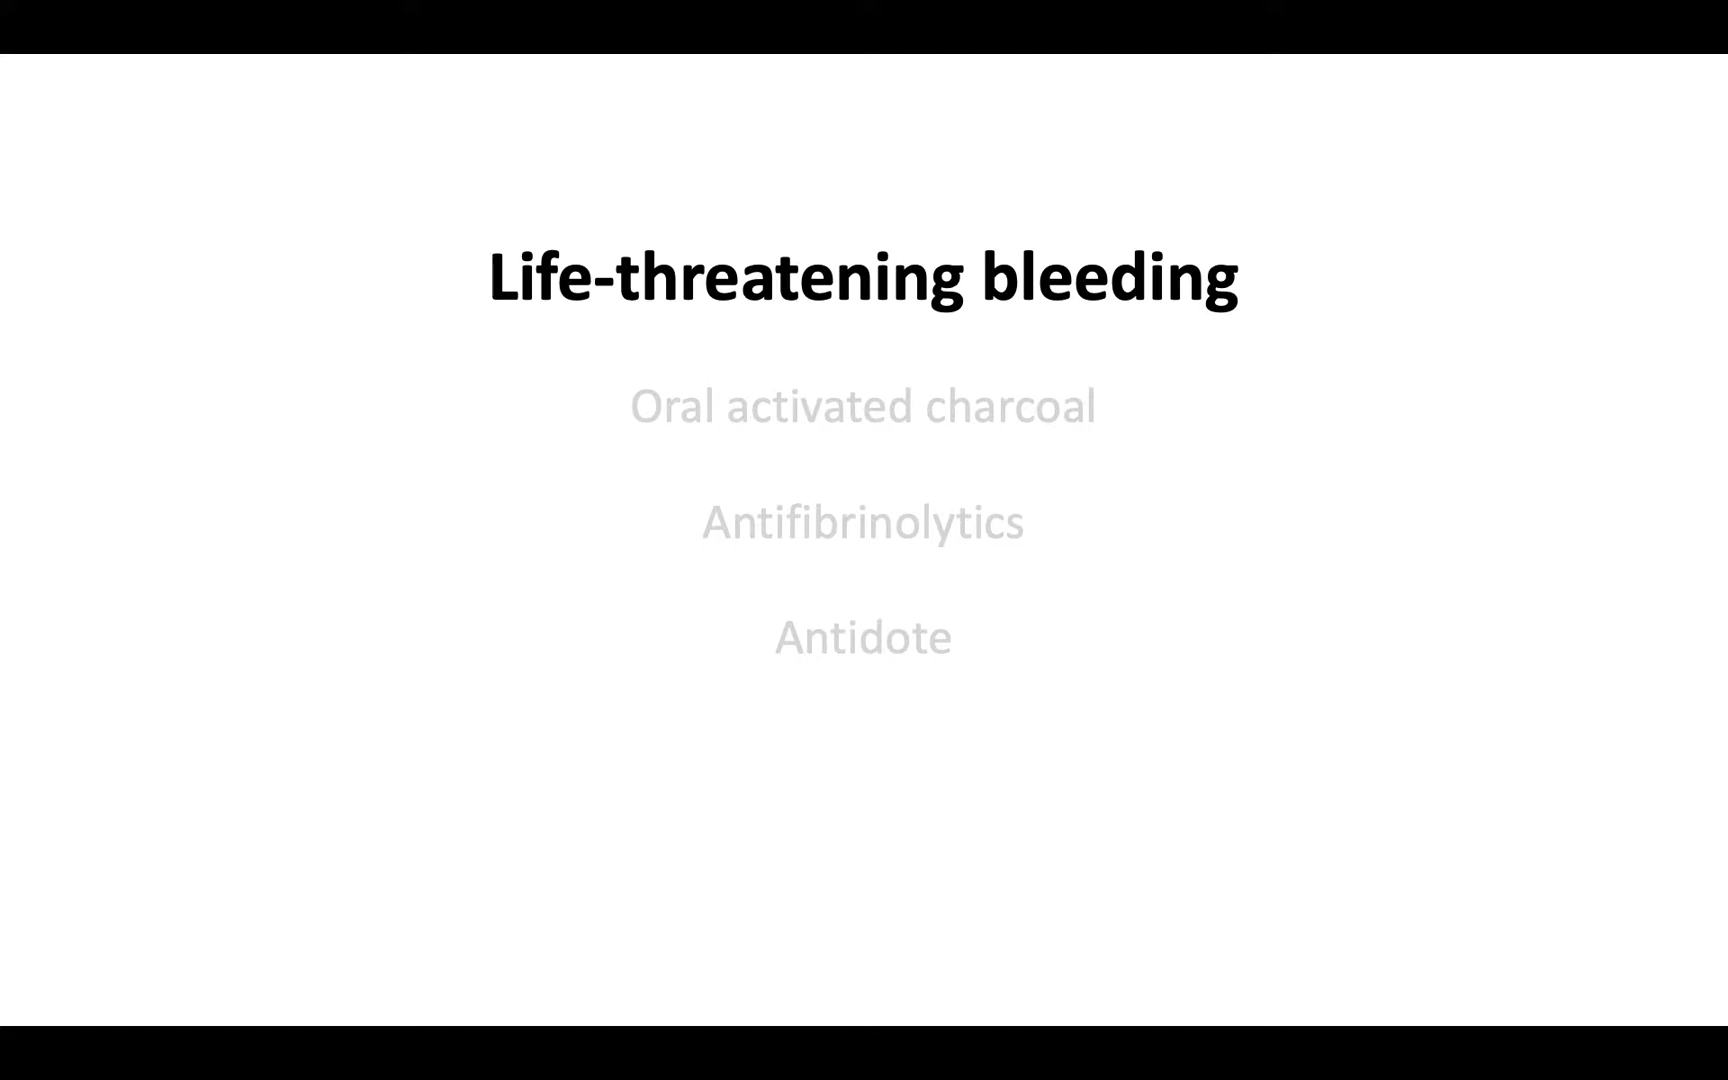 Life-threatening bleeding
Oral activated charcoal
Antifibrinolytics
Antidote